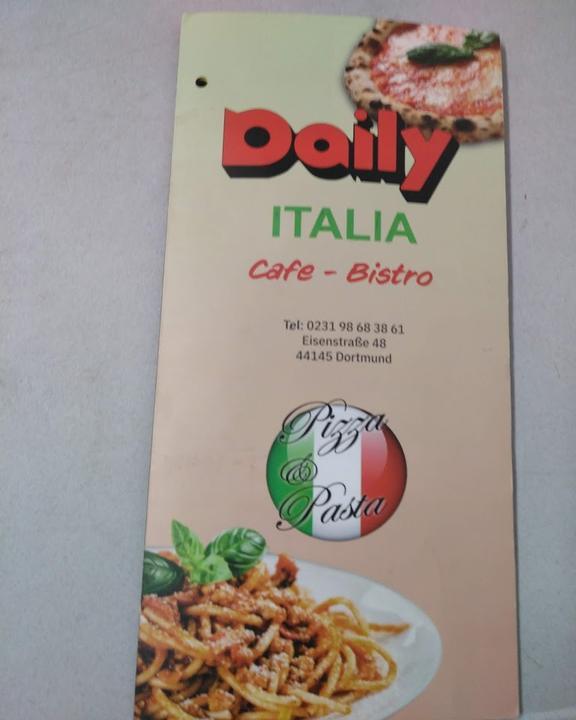 Daily
ITALIA
Cafe - Bistro
Tel: 0231 98 68 38 61
Eisenstraße 48
44145 Dortmund
Pizza
&
Pasta